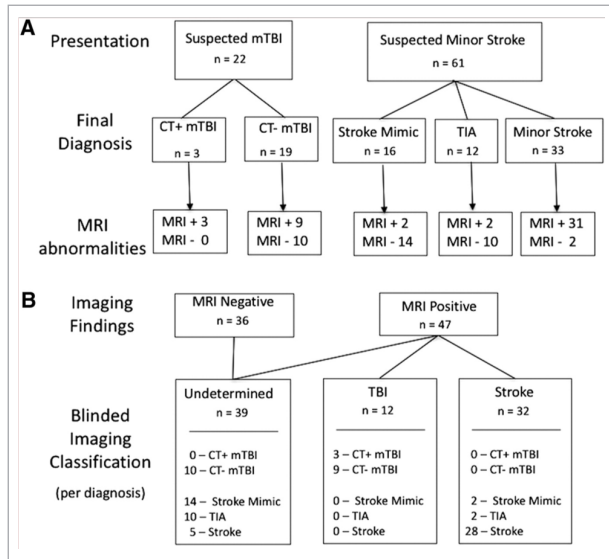 A
Presentation
Suspected mTBI
n = 22
Suspected Minor Stroke
n = 61
Final
Diagnosis
CT+ mTBI
n = 3
CT- mTBI
n = 19
Stroke Mimic
n = 16
TIA
n = 12
Minor Stroke
n = 33
MRI
abnormalities
MRI + 3
MRI - 0
MRI + 9
MRI - 10
MRI + 2
MRI - 14
MRI + 2
MRI - 10
MRI + 31
MRI - 2
B
Imaging
Findings
MRI Negative
n = 36
MRI Positive
n = 47
Blinded
Imaging
Classification
(per diagnosis)
Undetermined
n = 39
0 – CT+ mTBI
10 – CT- mTBI
14 – Stroke Mimic
10 – TIA
5 – Stroke
TBI
n = 12
3 – CT+ mTBI
9 – CT- mTBI
0 – Stroke Mimic
0 – TIA
0 – Stroke
Stroke
n = 32
0 – CT+ mTBI
0 – CT- mTBI
2 – Stroke Mimic
2 – TIA
28 – Stroke